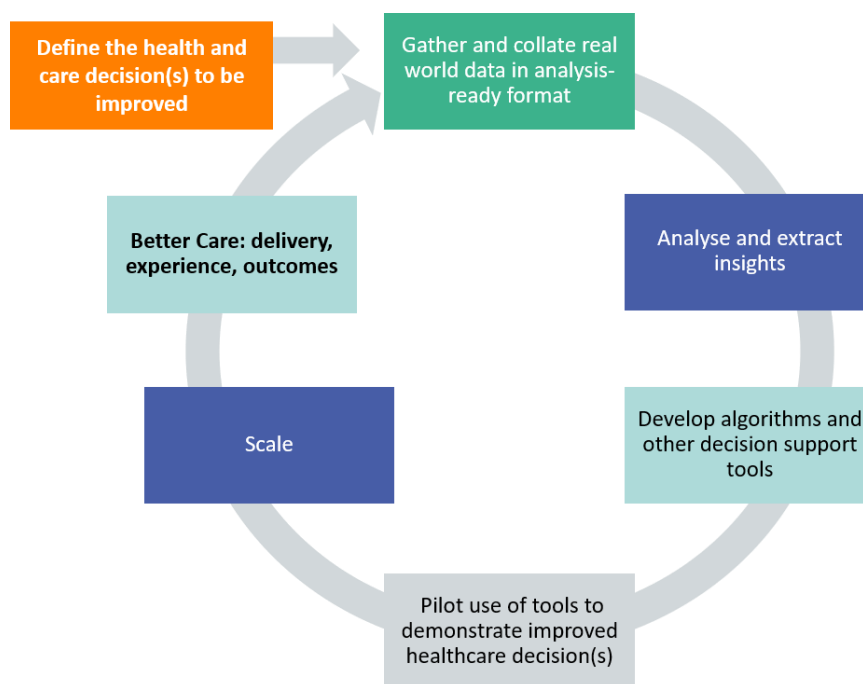 Define the health and
care decision(s) to be
improved
Gather and collate real
world data in analysis-
ready format
Analyse and extract
insights
Develop algorithms and
other decision support
tools
Pilot use of tools to
demonstrate improved
healthcare decision(s)
Scale
Better Care: delivery,
experience, outcomes